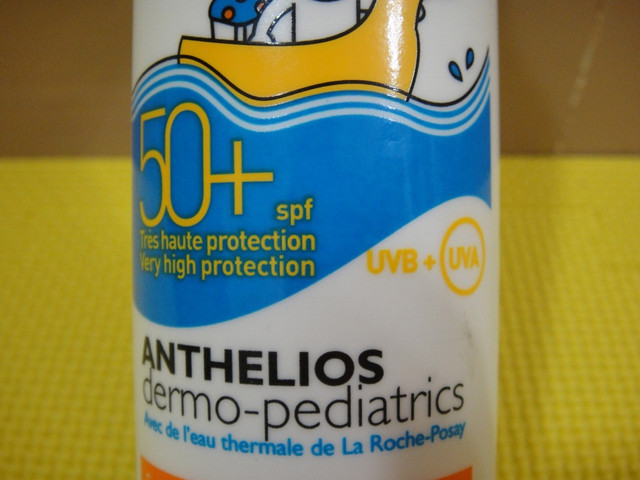 50+ spf
Très haute protection
Very high protection
UVB + UVA
ANTHELIOS
dermo-pediatrics
Avec de l'eau thermale de La Roche-Posay